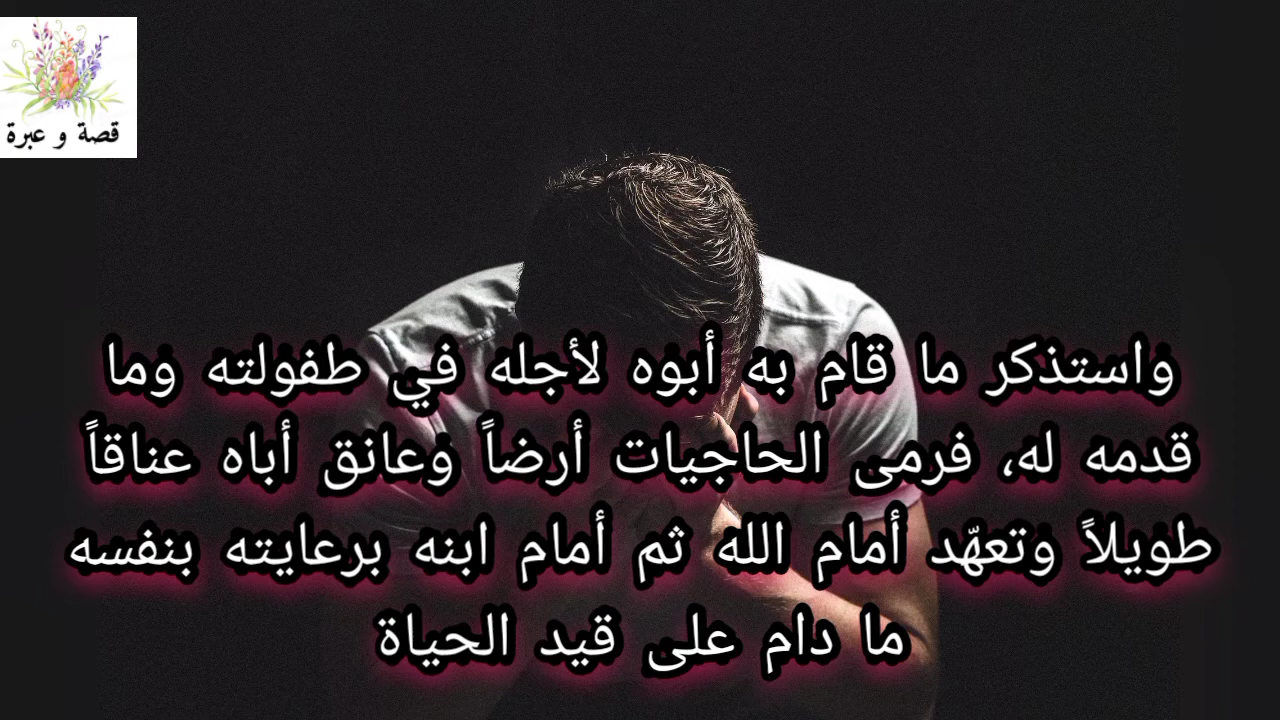 قصة و عبرة
واستذكر ما قام به أبوه لأجله في طفولته وما
قدمه له، فرمى الحاجيات أرضاً وعانق أباه عناقاً
طويلاً وتعهّد أمام الله ثم أمام ابنه برعايته بنفسه
ما دام على قيد الحياة